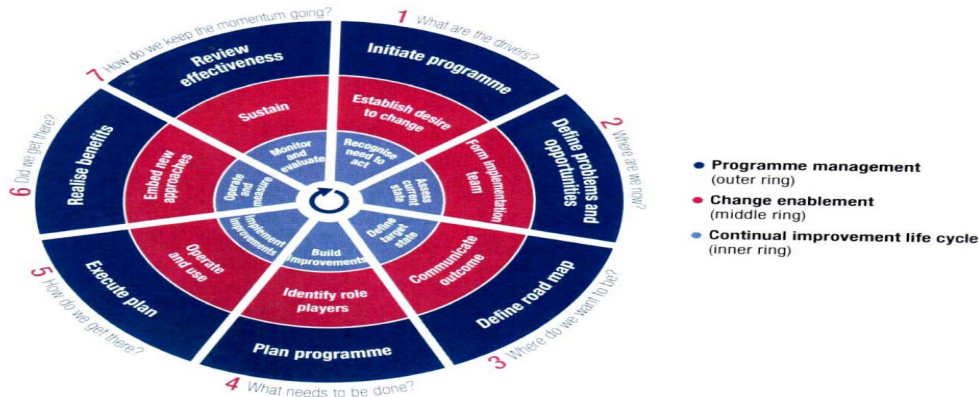 1 What are the drivers?
Initiate programme
Establish desire
to change
Recognise
need to
act
2 Where are we now?
Define problems and
opportunities
Form implementation
team
Assess
current
state
3 Where do we want to be?
Define road map
Communicate
outcome
Define
target
state
4 What needs to be done?
Plan programme
Identify role
players
Build
improvements
5 How do we get there?
Execute plan
Operate
and use
Implement
improvements
6 Did we get there?
Realise benefits
Embed new
approaches
Operate
and
measure
7 How do we keep the momentum going?
Review
effectiveness
Sustain
Monitor
and
evaluate
Programme management
(outer ring)
Change enablement
(middle ring)
Continual improvement life cycle
(inner ring)